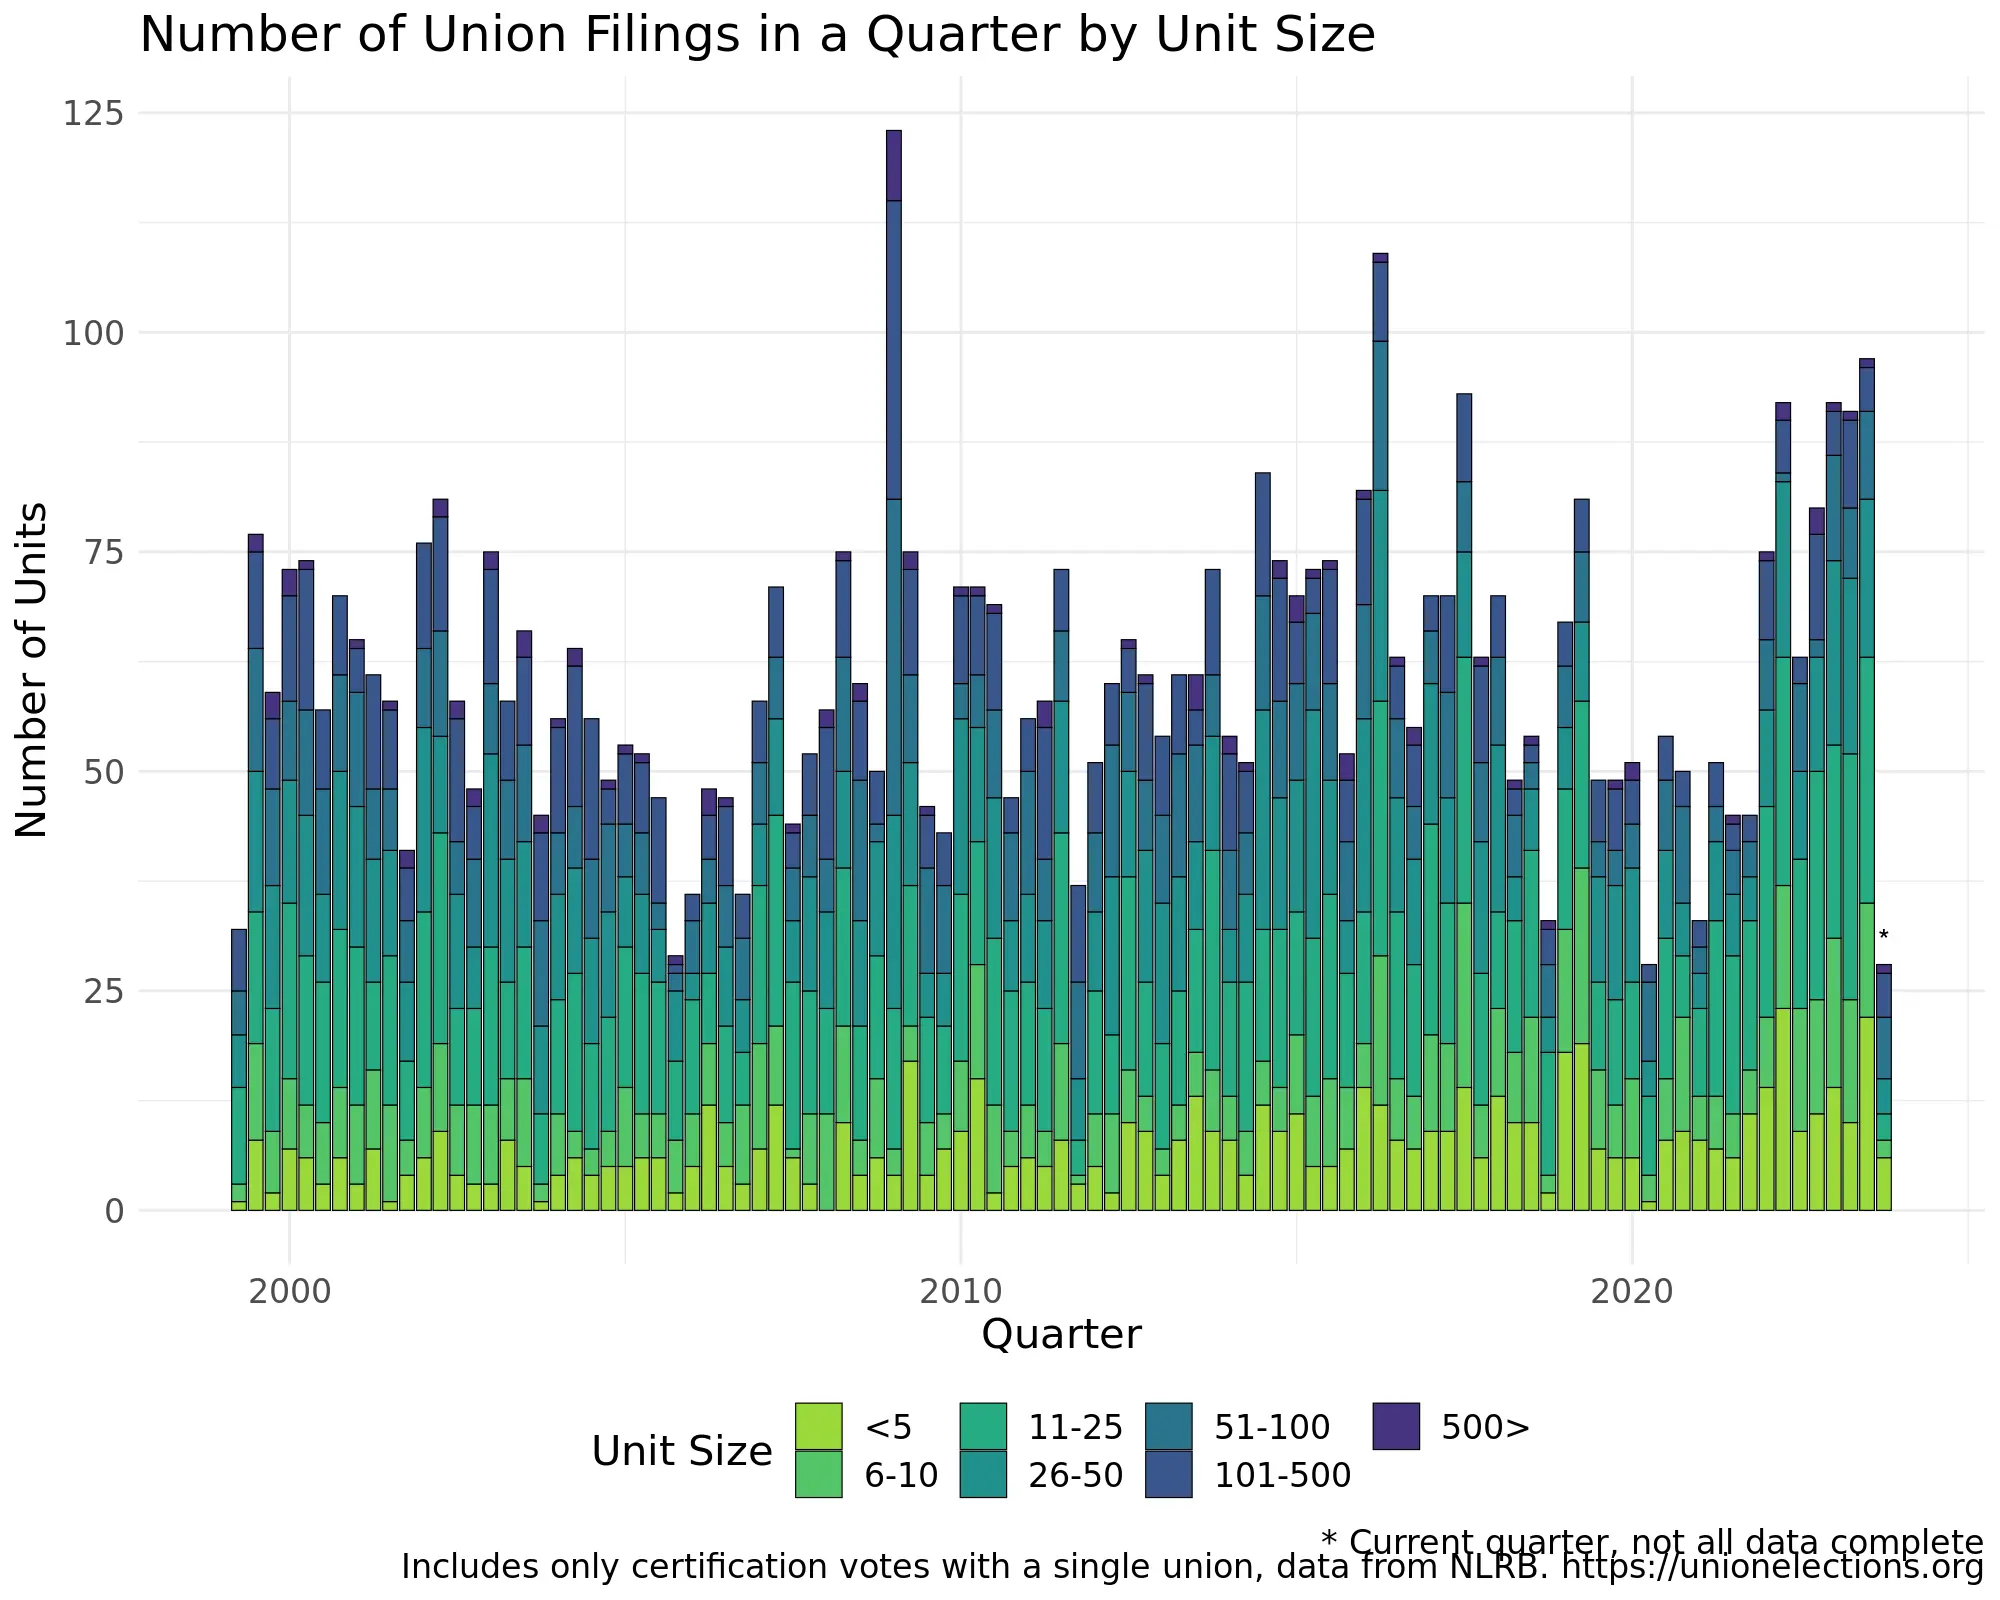 Number of Union Filings in a Quarter by Unit Size
Number of Units
125
100
75
50
25
0
*
2000 2010 2020
Quarter
Unit Size
<5 11-25 51-100 500>
6-10 26-50 101-500
* Current quarter, not all data complete
Includes only certification votes with a single union, data from NLRB. https://unionelections.org